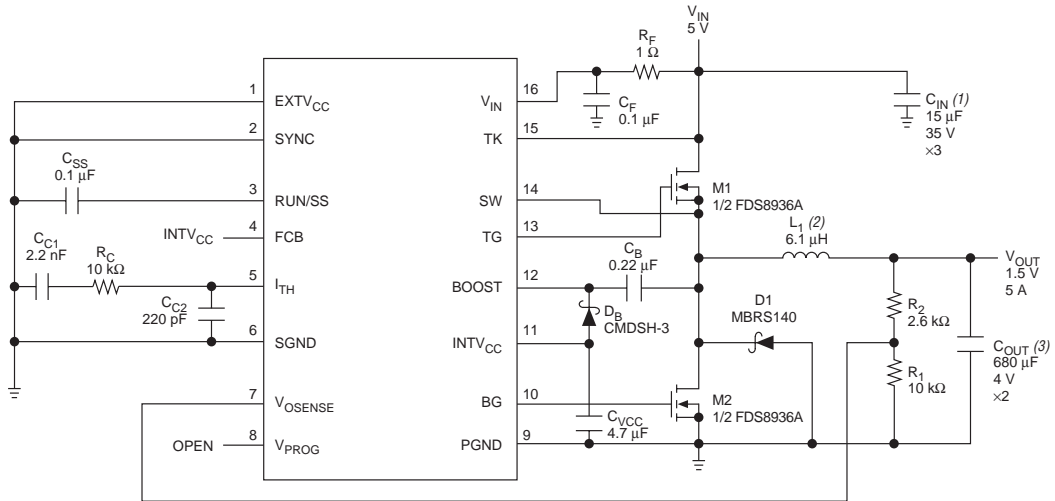 V_IN
5 V
R_F
1 Ω
C_F
0.1 µF
C_IN (1)
15 µF
35 V
×3
1
EXTV_CC
2
SYNC
C_SS
0.1 µF
3
RUN/SS
INTV_CC
4
FCB
C_C1
2.2 nF
R_C
10 kΩ
5
I_TH
C_C2
220 pF
6
SGND
7
V_OSENSE
OPEN
8
V_PROG
16
V_IN
15
TK
14
SW
13
TG
12
BOOST
11
INTV_CC
10
BG
9
PGND
M1
1/2 FDS8936A
C_B
0.22 µF
D_B
CMDSH-3
L_1 (2)
6.1 µH
D1
MBRS140
V_OUT
1.5 V
5 A
R_2
2.6 kΩ
R_1
10 kΩ
C_OUT (3)
680 µF
4 V
×2
M2
1/2 FDS8936A
C_VCC
4.7 µF